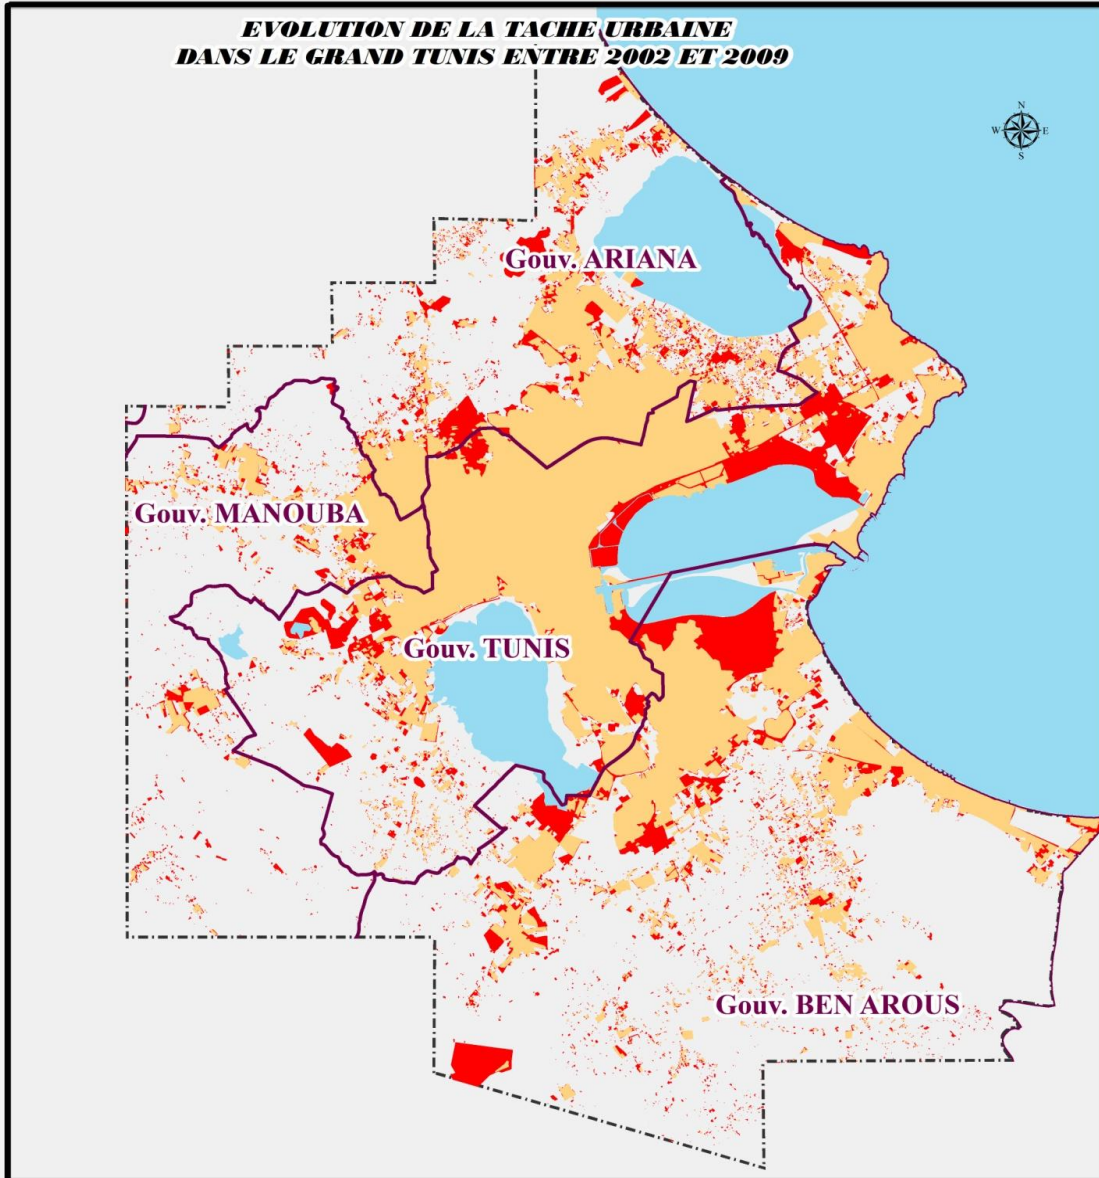 EVOLUTION DE LA TACHE URBAINE
DANS LE GRAND TUNIS ENTRE 2002 ET 2009
N
W E
S
Gouv. ARIANA
Gouv. MANOUBA
Gouv. TUNIS
Gouv. BEN AROUS